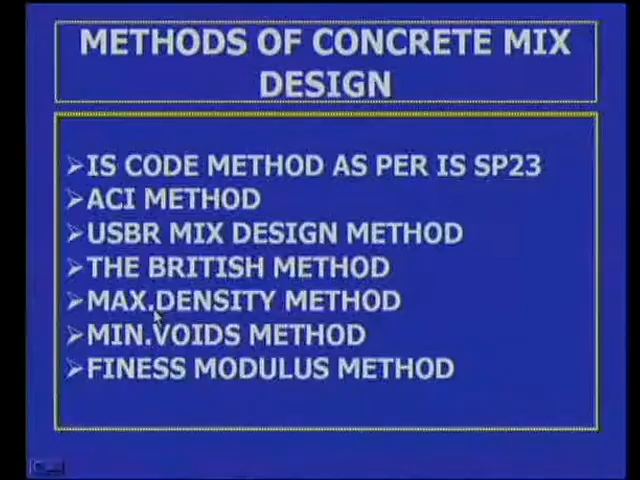 METHODS OF CONCRETE MIX
DESIGN
IS CODE METHOD AS PER IS SP23
ACI METHOD
USBR MIX DESIGN METHOD
THE BRITISH METHOD
MAX.DENSITY METHOD
MIN.VOIDS METHOD
FINESS MODULUS METHOD